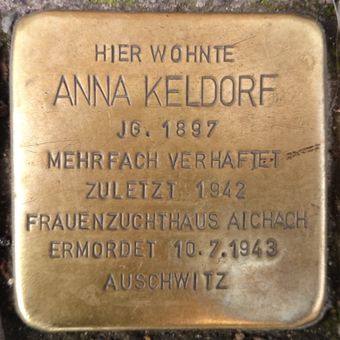 HIER WOHNTE
ANNA KELDORF
JG. 1897
MEHRFACH VERHAFTET
ZULETZT 1942
FRAUENZUCHTHAUS AICHACH
ERMORDET 10.7.1943
AUSCHWITZ